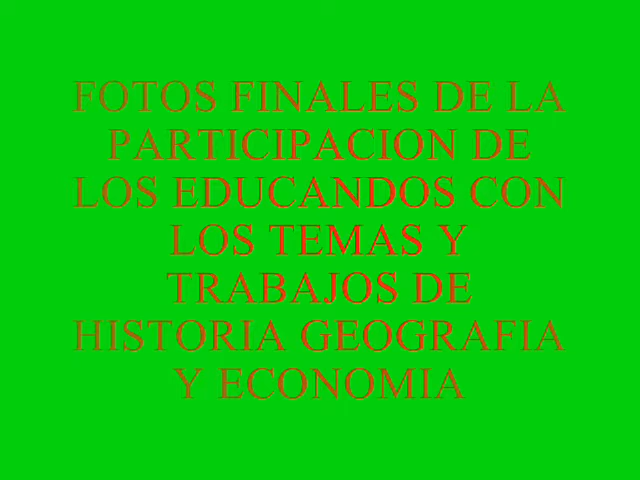 FOTOS FINALES DE LA
PARTICIPACION DE
LOS EDUCANDOS CON
LOS TEMAS Y
TRABAJOS DE
HISTORIA GEOGRAFIA
Y ECONOMIA